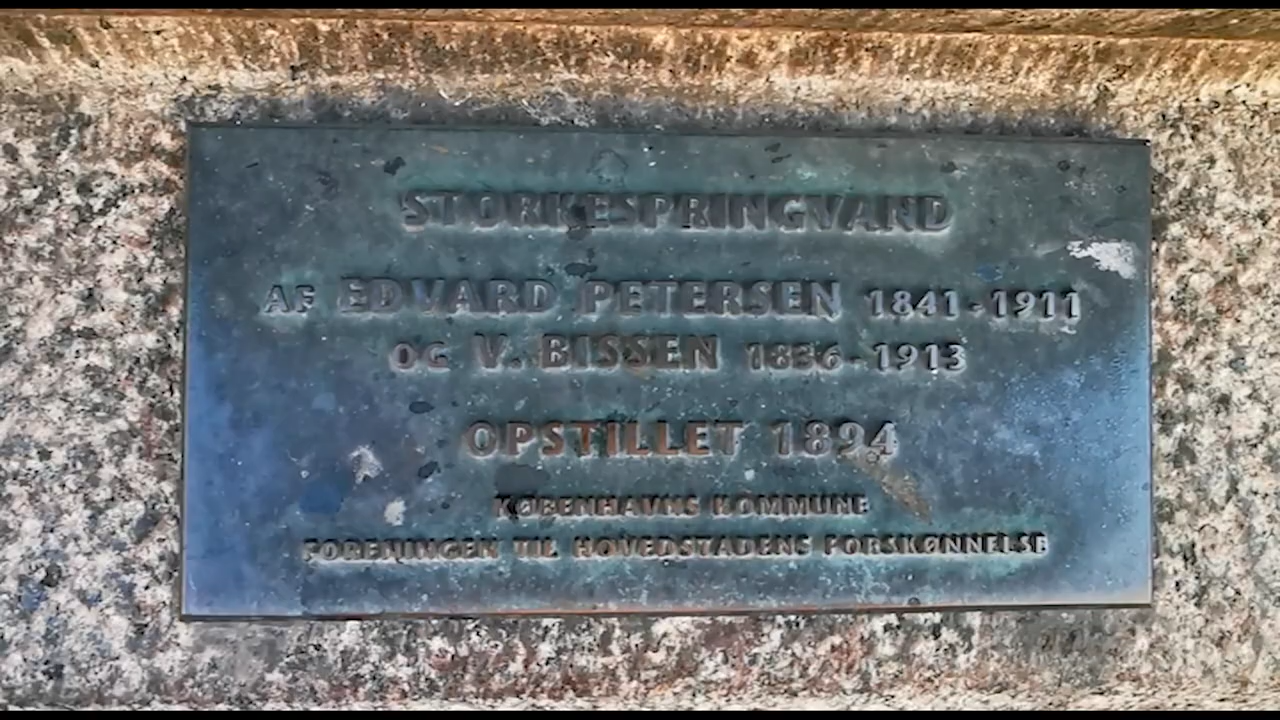 STORKESPRINGVAND
AF EDVARD PETERSEN 1841-1911
OG V. BISSEN 1836-1913
OPSTILLET 1894
KØBENHAVNS KOMMUNE
FORENINGEN TIL HOVEDSTADENS FORSKØNNELSE